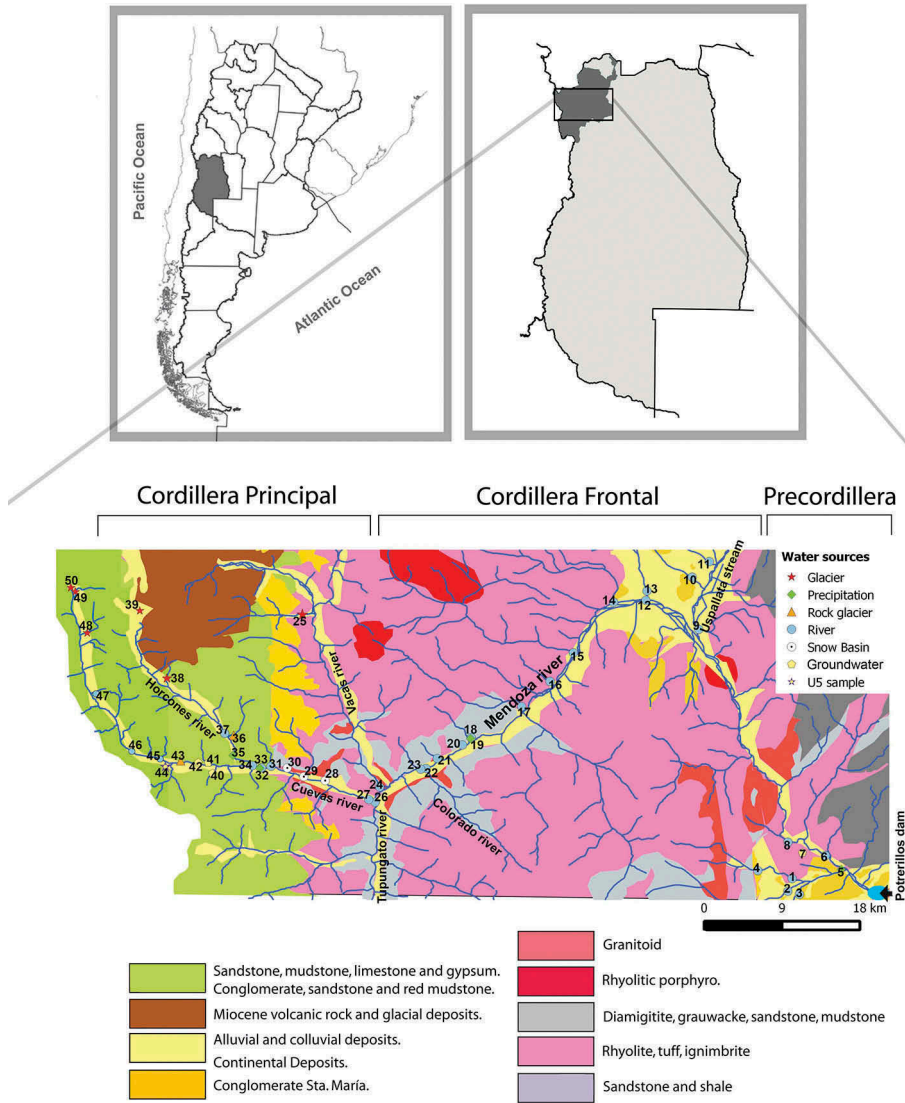 Pacific Ocean
Atlantic Ocean
Cordillera Principal
Cordillera Frontal
Precordillera
Water sources
Glacier
Precipitation
Rock glacier
River
Snow Basin
Groundwater
U5 sample
50
49
48
47
46
45
44
43
42
41
40
39
38
37
36
35
34
33
32
31
30
29
28
27
26
25
24
23
22
21
20
19
18
17
16
15
14
13
12
11
10
9
8
7
6
5
4
3
2
1
Horcones river
Vacas river
Cuevas river
Tupungato river
Colorado river
Mendoza river
Uspallata stream
Potrerillos dam
0 9 18 km
Sandstone, mudstone, limestone and gypsum.
Conglomerate, sandstone and red mudstone.
Miocene volcanic rock and glacial deposits.
Alluvial and colluvial deposits.
Continental Deposits.
Conglomerate Sta. María.
Granitoid
Rhyolitic porphyro.
Diamigitite, grauwacke, sandstone, mudstone
Rhyolite, tuff, ignimbrite
Sandstone and shale